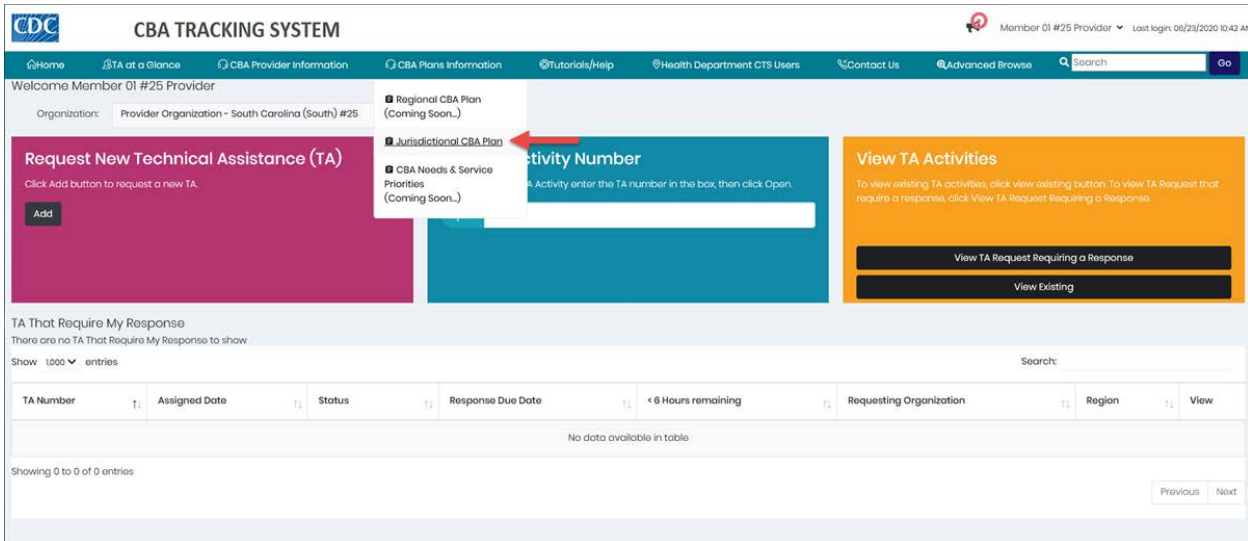 CDC
CBA TRACKING SYSTEM
Member 01 #25 Provider
Last login: 06/23/2020 10:42 AM
Home
TA at a Glance
CBA Provider Information
CBA Plans Information
Tutorials/Help
Health Department CTS Users
Contact Us
Advanced Browse
Search
Go
Welcome Member 01 #25 Provider
Organization:
Provider Organization - South Carolina (South) #25
Regional CBA Plan
(Coming Soon...)
Jurisdictional CBA Plan
CBA Needs & Service
Priorities
(Coming Soon...)
Request New Technical Assistance (TA)
Click Add button to request a new TA.
Add
tivity Number
A Activity enter the TA number in the box, then click Open.
View TA Activities
To view existing TA activities, click view existing button. To view TA Request that
require a response, click View TA Request Requiring a Response.
View TA Request Requiring a Response
View Existing
TA That Require My Response
There are no TA That Require My Response to show
Show 1,000 entries
Search:
TA Number
Assigned Date
Status
Response Due Date
< 6 Hours remaining
Requesting Organization
Region
View
No data available in table
Showing 0 to 0 of 0 entries
Previous
Next